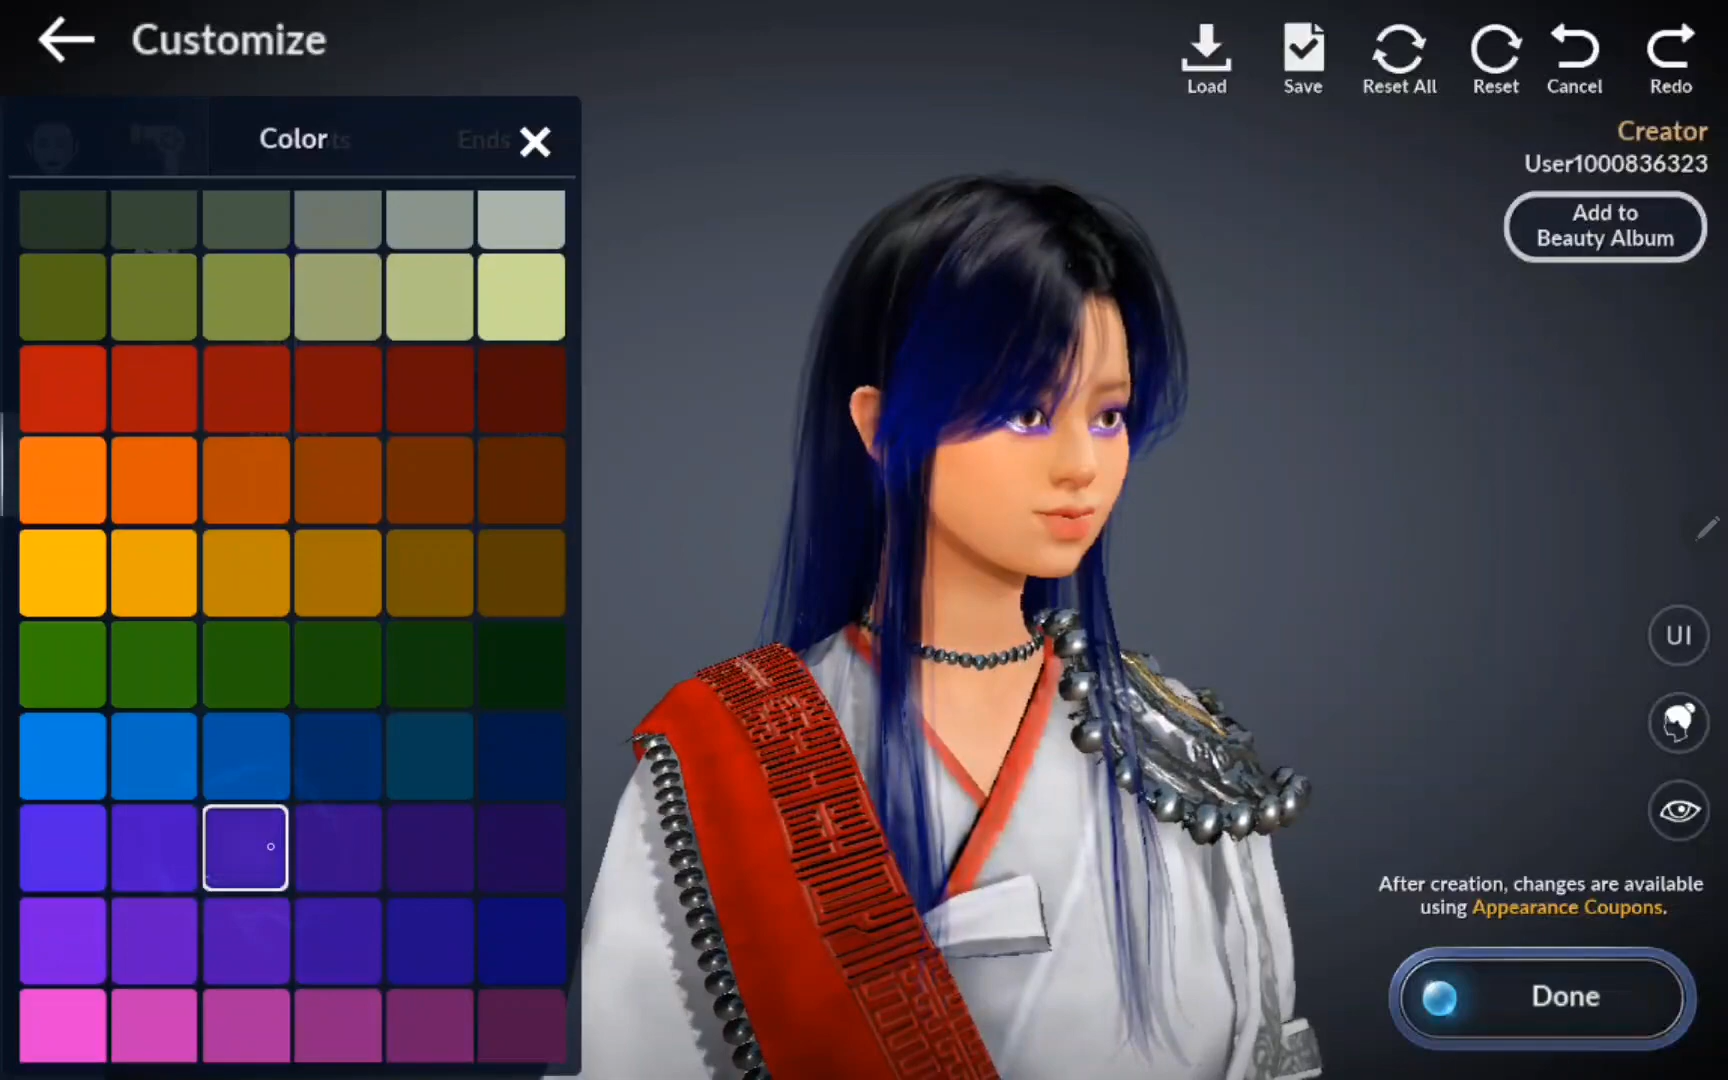 Customize
Load
Save
Reset All
Reset
Cancel
Redo
Creator
User1000836323
Add to
Beauty Album
Color
Ends
UI
After creation, changes are available
using Appearance Coupons.
Done